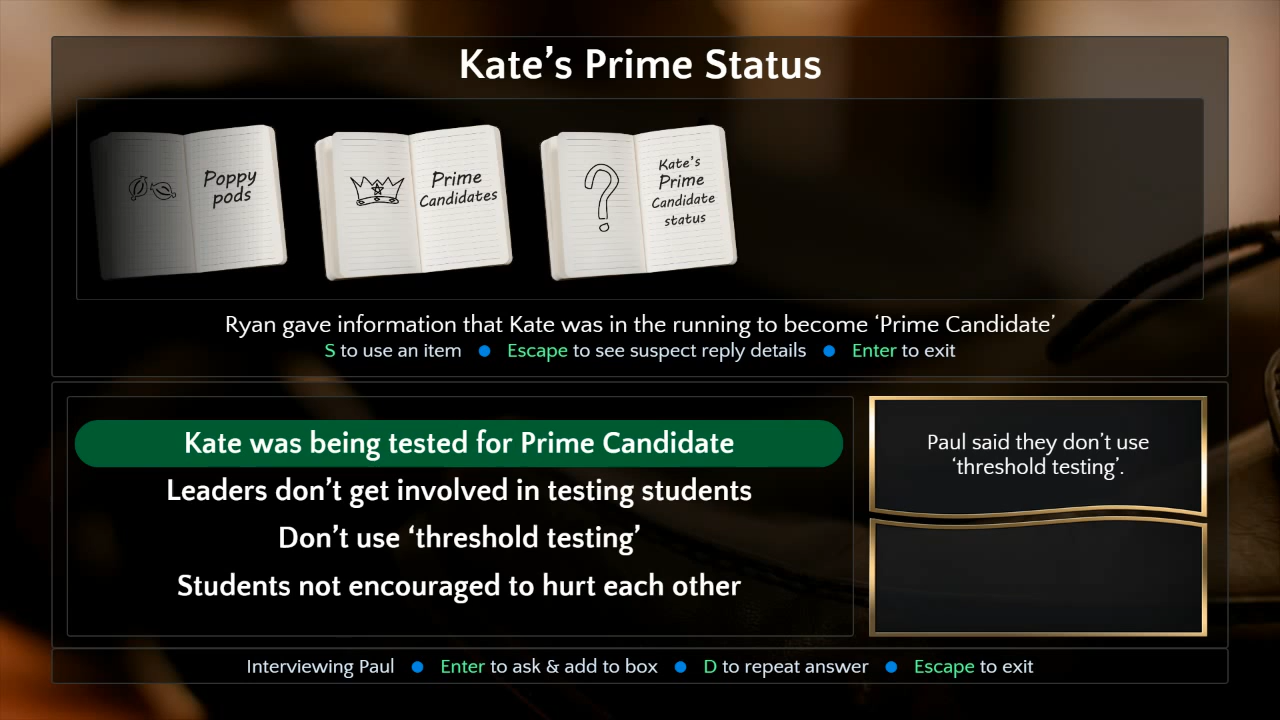 Kate’s Prime Status
Poppy
pods
Prime
Candidates
Kate's
Prime
Candidate
status
Ryan gave information that Kate was in the running to become ‘Prime Candidate’
S to use an item ● Escape to see suspect reply details ● Enter to exit
Kate was being tested for Prime Candidate
Leaders don’t get involved in testing students
Don’t use ‘threshold testing’
Students not encouraged to hurt each other
Paul said they don’t use
‘threshold testing’.
Interviewing Paul ● Enter to ask & add to box ● D to repeat answer ● Escape to exit